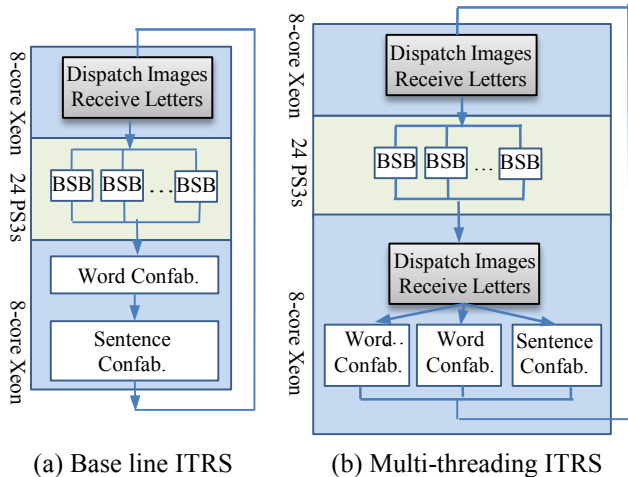 8-core Xeon
Dispatch Images
Receive Letters
24 PS3s
BSB
BSB
...
BSB
8-core Xeon
Word Confab.
Sentence
Confab.
(a) Base line ITRS
8-core Xeon
Dispatch Images
Receive Letters
24 PS3s
BSB
BSB
...
BSB
8-core Xeon
Dispatch Images
Receive Letters
Word..
Confab.
Word
Confab.
Sentence
Confab.
(b) Multi-threading ITRS